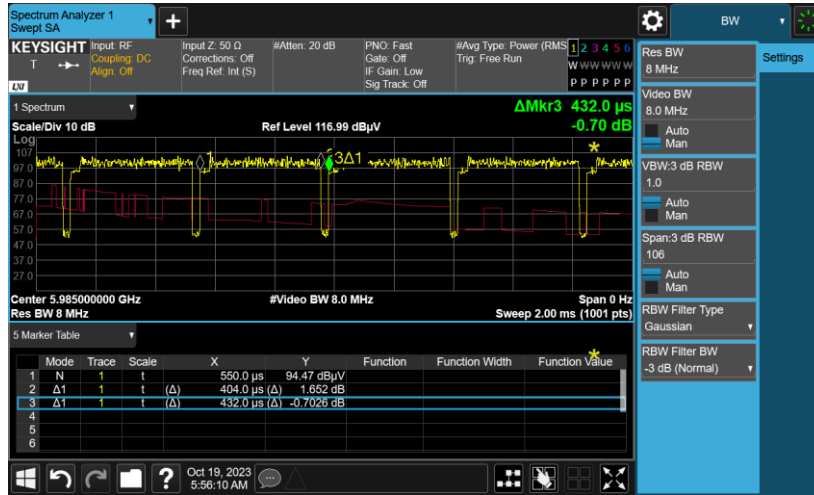 Spectrum Analyzer 1
Swept SA
+
BW
KEYSIGHT Input: RF Input Z: 50 Ω #Atten: 20 dB PNO: Fast #Avg Type: Power (RMS 1 2 3 4 5 6
T Coupling: DC Corrections: Off Gate: Off Trig: Free Run
Align: Off Freq Ref: Int (S) IF Gain: Low W W W W W W
LXI Sig Track: Off P P P P P P
1 Spectrum
ΔMkr3 432.0 µs
Scale/Div 10 dB Ref Level 116.99 dBµV -0.70 dB
Log
107
97.0
87.0
77.0
67.0
57.0
47.0
37.0
27.0
3Δ1
Center 5.985000000 GHz #Video BW 8.0 MHz Span 0 Hz
Res BW 8 MHz Sweep 2.00 ms (1001 pts)
5 Marker Table
Mode Trace Scale X Y Function Function Width Function Value
1 N 1 t 550.0 µs 94.47 dBµV
2 Δ1 1 t (Δ) 404.0 µs (Δ) 1.652 dB
3 Δ1 1 t (Δ) 432.0 µs (Δ) -0.7026 dB
4
5
6
Oct 19, 2023
5:56:10 AM
Res BW
8 MHz
Settings
Video BW
8.0 MHz
Auto
Man
VBW:3 dB RBW
1.0
Auto
Man
Span:3 dB RBW
106
Auto
Man
RBW Filter Type
Gaussian
RBW Filter BW
-3 dB (Normal)